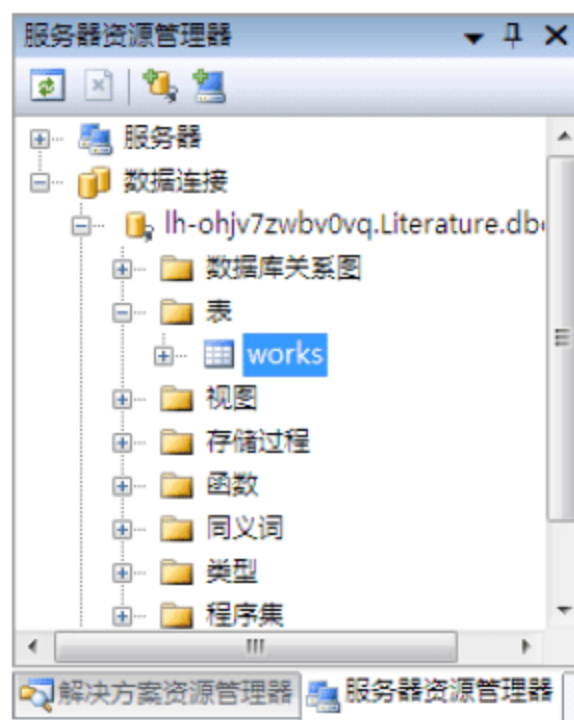 服务器资源管理器
服务器
数据连接
lh-ohjv7zwbv0vq.Literature.dbo
数据库关系图
表
works
视图
存储过程
函数
同义词
类型
程序集
解决方案资源管理器 服务器资源管理器